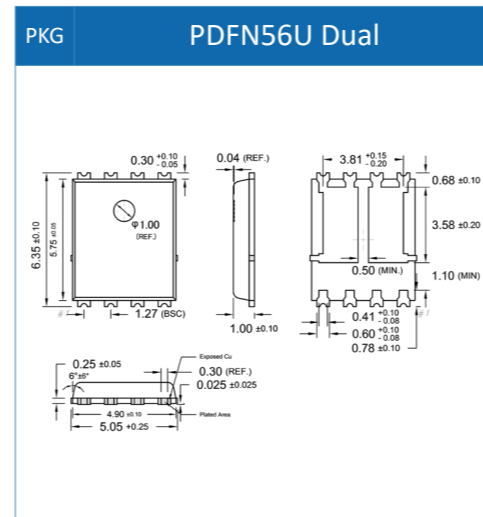 PKG
PDFN56U Dual
0.30 +0.10 - 0.05
0.04 (REF.)
3.81 +0.15 - 0.20
0.68 ±0.10
6.35 ±0.10
5.75 ±0.05
φ1.00
(REF.)
3.58 ±0.20
0.50 (MIN.)
1.10 (MIN)
# 1
1.27 (BSC)
1.00 ±0.10
0.41 +0.10 - 0.08
# 1
0.60 +0.10 - 0.08
0.78 ±0.10
0.25 ±0.05
6°±6°
Exposed Cu
0.30 (REF.)
0.025 ±0.025
4.90 ±0.10
Plated Area
5.05 +0.25